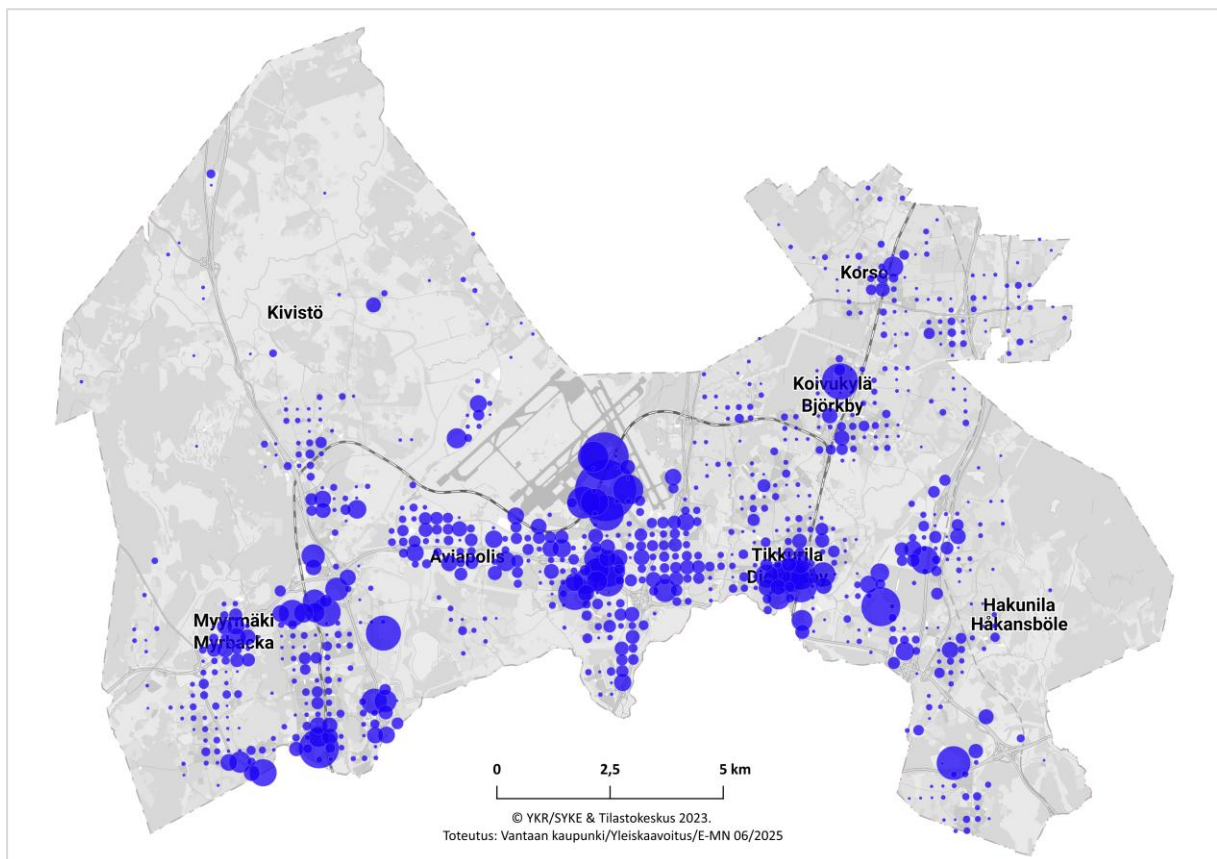 Korso
Kivistö
Koivukylä
Björkby
Aviapolis
Tikkurila
Myyrmäki
Myrbacka
Hakunila
Håkansböle
0 2,5 5 km
© YKR/SYKE & Tilastokeskus 2023.
Toteutus: Vantaan kaupunki/Yleiskaavoitus/E-MN 06/2025